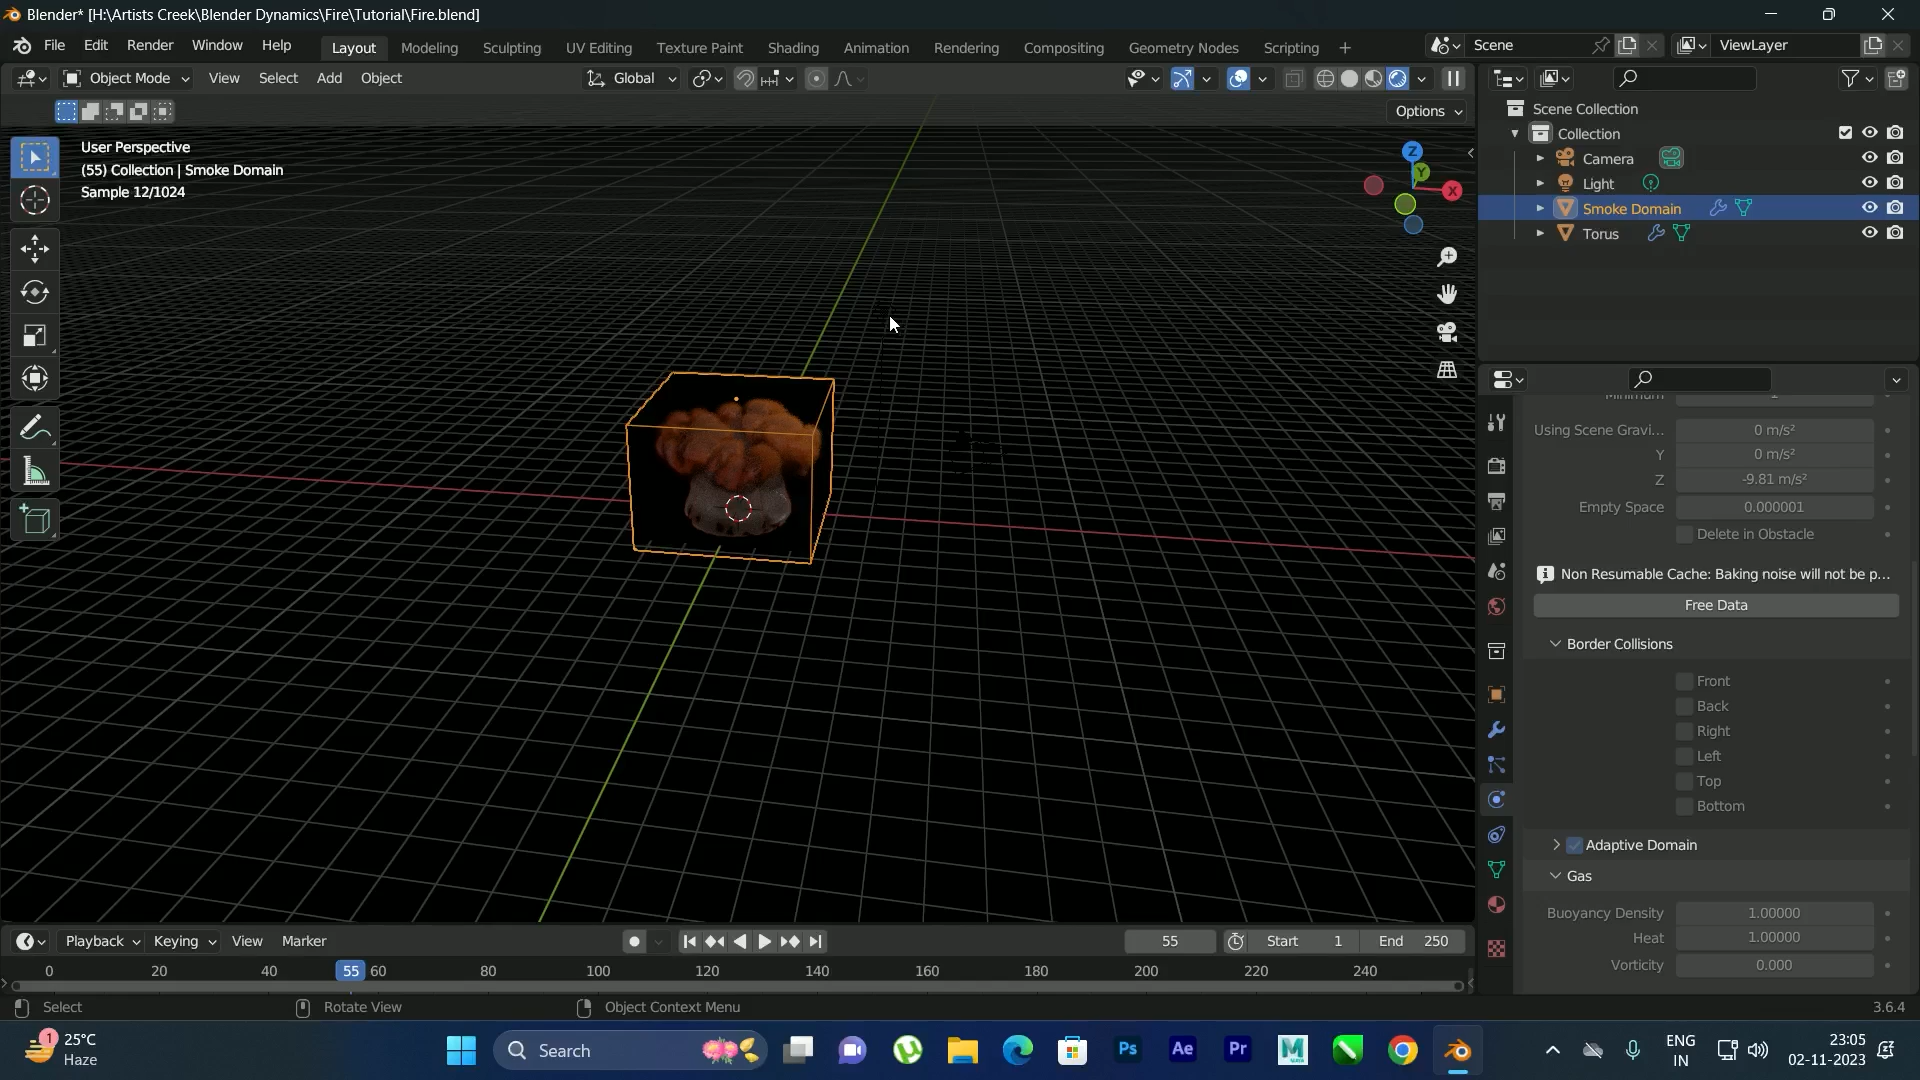 Blender* [H:\Artists Creek\Blender Dynamics\Fire\Tutorial\Fire.blend]
File Edit Render Window Help Layout Modeling Sculpting UV Editing Texture Paint Shading Animation Rendering Compositing Geometry Nodes Scripting + Scene ViewLayer
Object Mode View Select Add Object Global
Options
User Perspective
(55) Collection | Smoke Domain
Sample 12/1024
Z
Y
X
Scene Collection
Collection
Camera
Light
Smoke Domain
Torus
Using Scene Gravi... 0 m/s²
Y 0 m/s²
Z -9.81 m/s²
Empty Space 0.000001
Delete in Obstacle
Non Resumable Cache: Baking noise will not be p...
Free Data
Border Collisions
Front
Back
Right
Left
Top
Bottom
Adaptive Domain
Gas
Buoyancy Density 1.00000
Heat 1.00000
Vorticity 0.000
Playback Keying View Marker 55 Start 1 End 250
0 20 40 55 60 80 100 120 140 160 180 200 220 240
Select Rotate View Object Context Menu 3.6.4
1 25°C
Haze
Search
Ps Ae Pr M
ENG
IN
23:05
02-11-2023